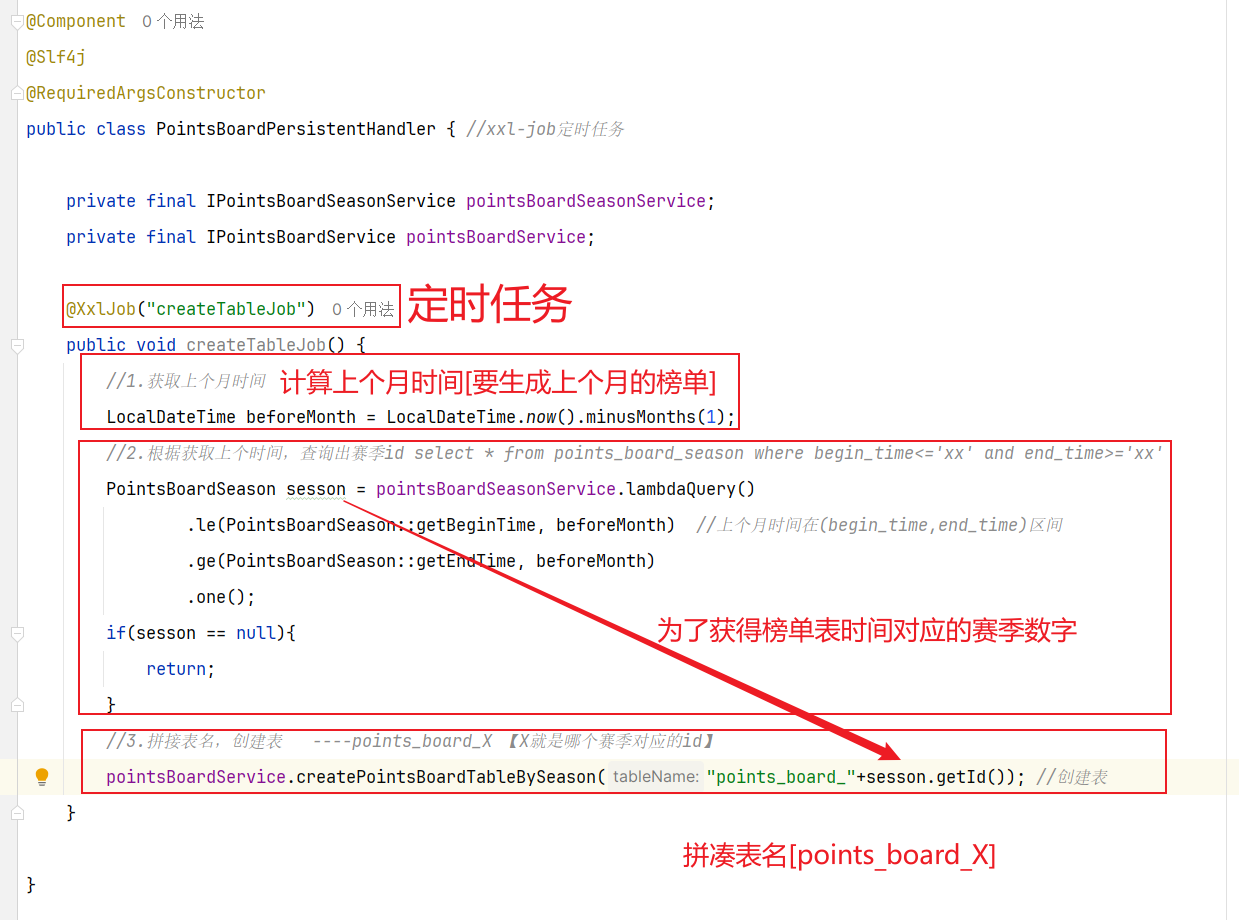 @Component 0 个用法
@Slf4j
@RequiredArgsConstructor
public class PointsBoardPersistentHandler { //xxl-job定时任务
private final IPointsBoardSeasonService pointsBoardSeasonService;
private final IPointsBoardService pointsBoardService;
@XxlJob("createTableJob") 0 个用法 定时任务
public void createTableJob() {
//1.获取上个月时间 计算上个月时间[要生成上个月的榜单]
LocalDateTime beforeMonth = LocalDateTime.now().minusMonths(1);
//2.根据获取上个时间，查询出赛季id select * from points_board_season where begin_time<='xx' and end_time>='xx'
PointsBoardSeason sesson = pointsBoardSeasonService.lambdaQuery()
.le(PointsBoardSeason::getBeginTime, beforeMonth) //上个月时间在(begin_time,end_time)区间
.ge(PointsBoardSeason::getEndTime, beforeMonth)
.one();
为了获得榜单表时间对应的赛季数字
if(sesson == null){
return;
}
//3.拼接表名，创建表 ----points_board_X 【X就是哪个赛季对应的id】
pointsBoardService.createPointsBoardTableBySeason( tableName: "points_board_"+sesson.getId()); //创建表
}
拼凑表名[points_board_X]
}